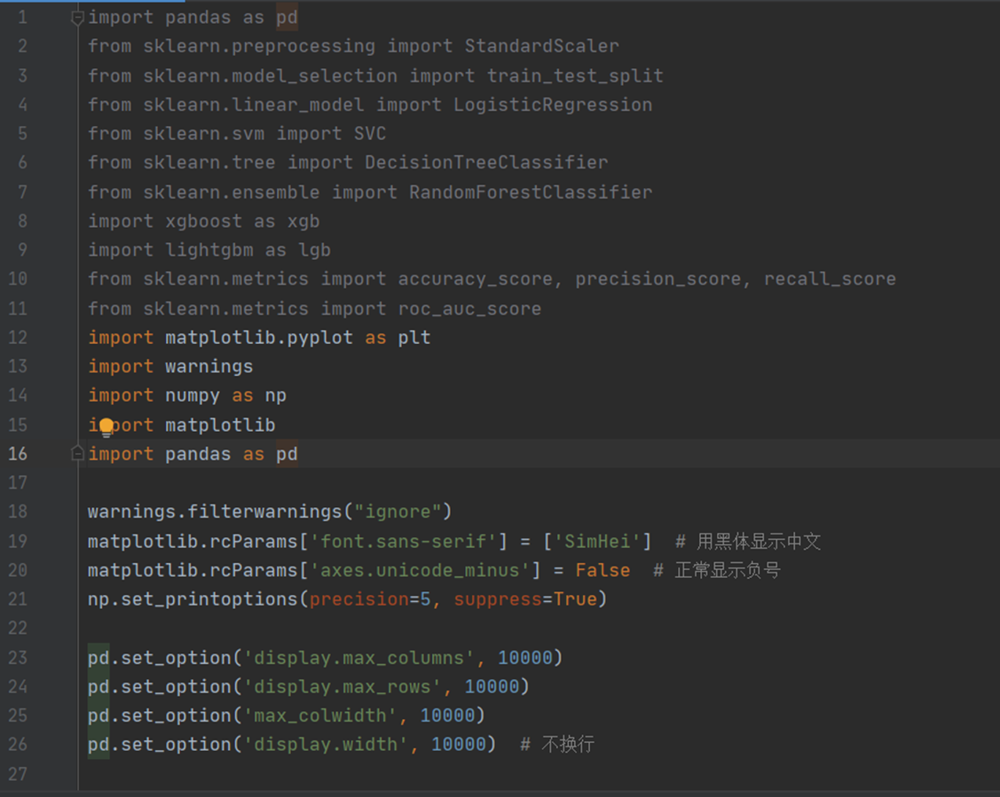 1 import pandas as pd
2 from sklearn.preprocessing import StandardScaler
3 from sklearn.model_selection import train_test_split
4 from sklearn.linear_model import LogisticRegression
5 from sklearn.svm import SVC
6 from sklearn.tree import DecisionTreeClassifier
7 from sklearn.ensemble import RandomForestClassifier
8 import xgboost as xgb
9 import lightgbm as lgb
10 from sklearn.metrics import accuracy_score, precision_score, recall_score
11 from sklearn.metrics import roc_auc_score
12 import matplotlib.pyplot as plt
13 import warnings
14 import numpy as np
15 import matplotlib
16 import pandas as pd
17
18 warnings.filterwarnings("ignore")
19 matplotlib.rcParams['font.sans-serif'] = ['SimHei']  # 用黑体显示中文
20 matplotlib.rcParams['axes.unicode_minus'] = False  # 正常显示负号
21 np.set_printoptions(precision=5, suppress=True)
22
23 pd.set_option('display.max_columns', 10000)
24 pd.set_option('display.max_rows', 10000)
25 pd.set_option('max_colwidth', 10000)
26 pd.set_option('display.width', 10000)  # 不换行
27